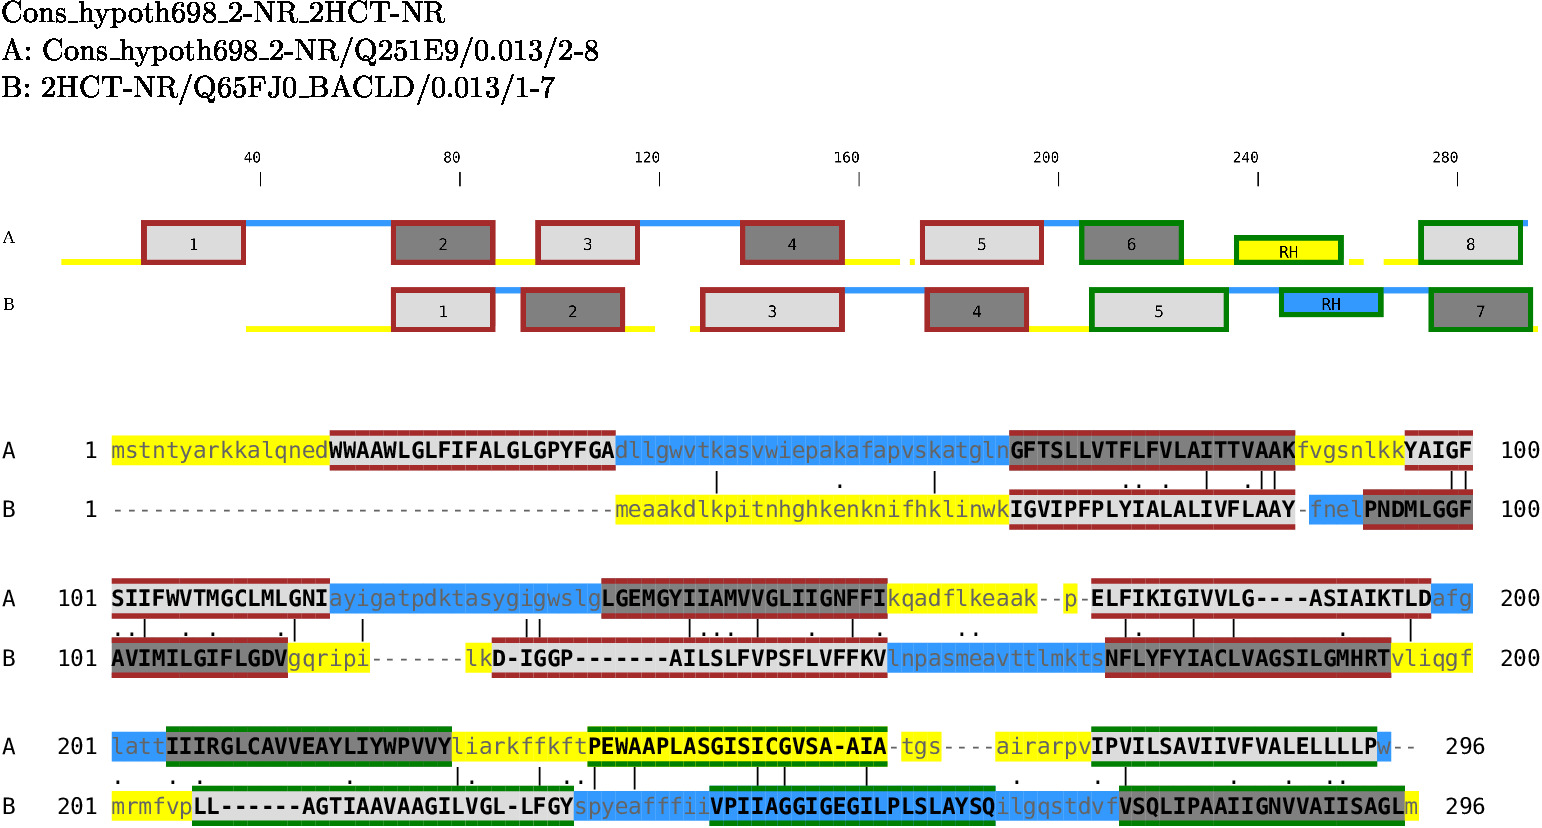 Cons_hypoth698_2-NR_2HCT-NR
A: Cons_hypoth698_2-NR/Q251E9/0.013/2-8
B: 2HCT-NR/Q65FJ0_BACLD/0.013/1-7
40 80 120 160 200 240 280
A 1 2 3 4 5 6 RH 8
B 1 2 3 4 5 RH 7
A 1 mstntyarkkalqnedWWAAWLGLFIFALGLGPYFGAdllgwvtkasvwiepakafapvskatglnGFTSLLVTFLFVLAITTVAAKfvgsnlkkYAIGF 100
B 1 -------------------------------------meaakdlkpitnhghkenknifhklinwkIGVIPFPLYIALALIVFLAAY-fnelPNDMLGGF 100
A 101 SIIFWVTMGCLMLGNIayigatpdktasygigwslgLGEMGYIIAMVVGLIIGNFFIkqadflkeaak--p-ELFIKIGIVVLG----ASIAIKTLDafg 200
B 101 AVIMILGIFLGDVgqripi-------lkD-IGGP-------AILSLFVPSFLVFFKVlnpasmeavttlmktsNFLYFYIACLVAGSILGMHRTvliqgf 200
A 201 lattIIIRGLCAVVEAYLIYWPVVYliarkffkftPEWAAPLASGISICGVSA-AIA-tgs----airarpvIPVILSAVIIVFVALELLLLPw-- 296
B 201 mrmfvpLL------AGTIAAVAAGILVGL-LFGYspyeafffiiVPIIAGGIGEGILPLSLAYSQilgqstdvfVSQLIPAAIIGNVVAIISAGLm 296